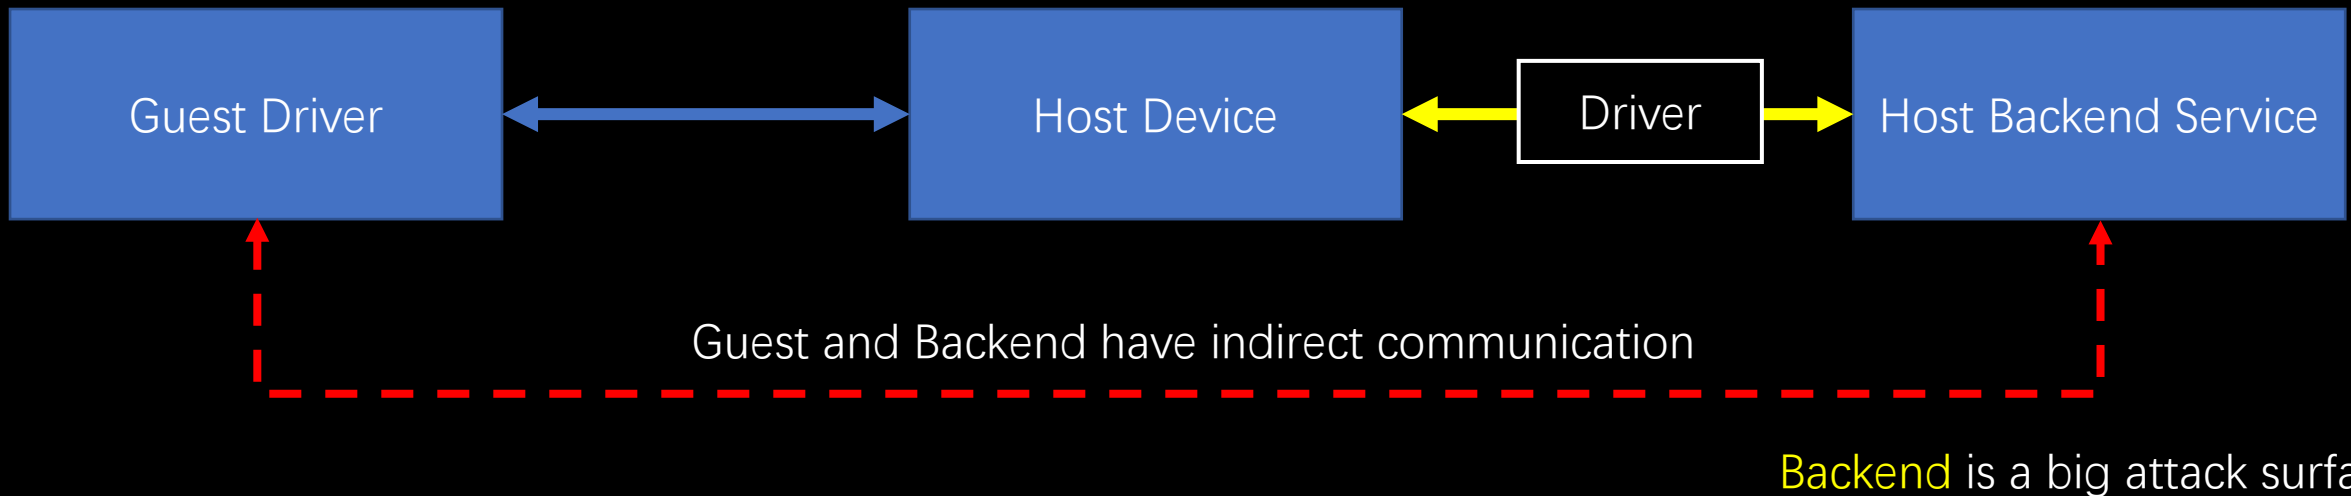 Guest Driver
Host Device
Driver
Host Backend Service
Guest and Backend have indirect communication
Backend is a big attack